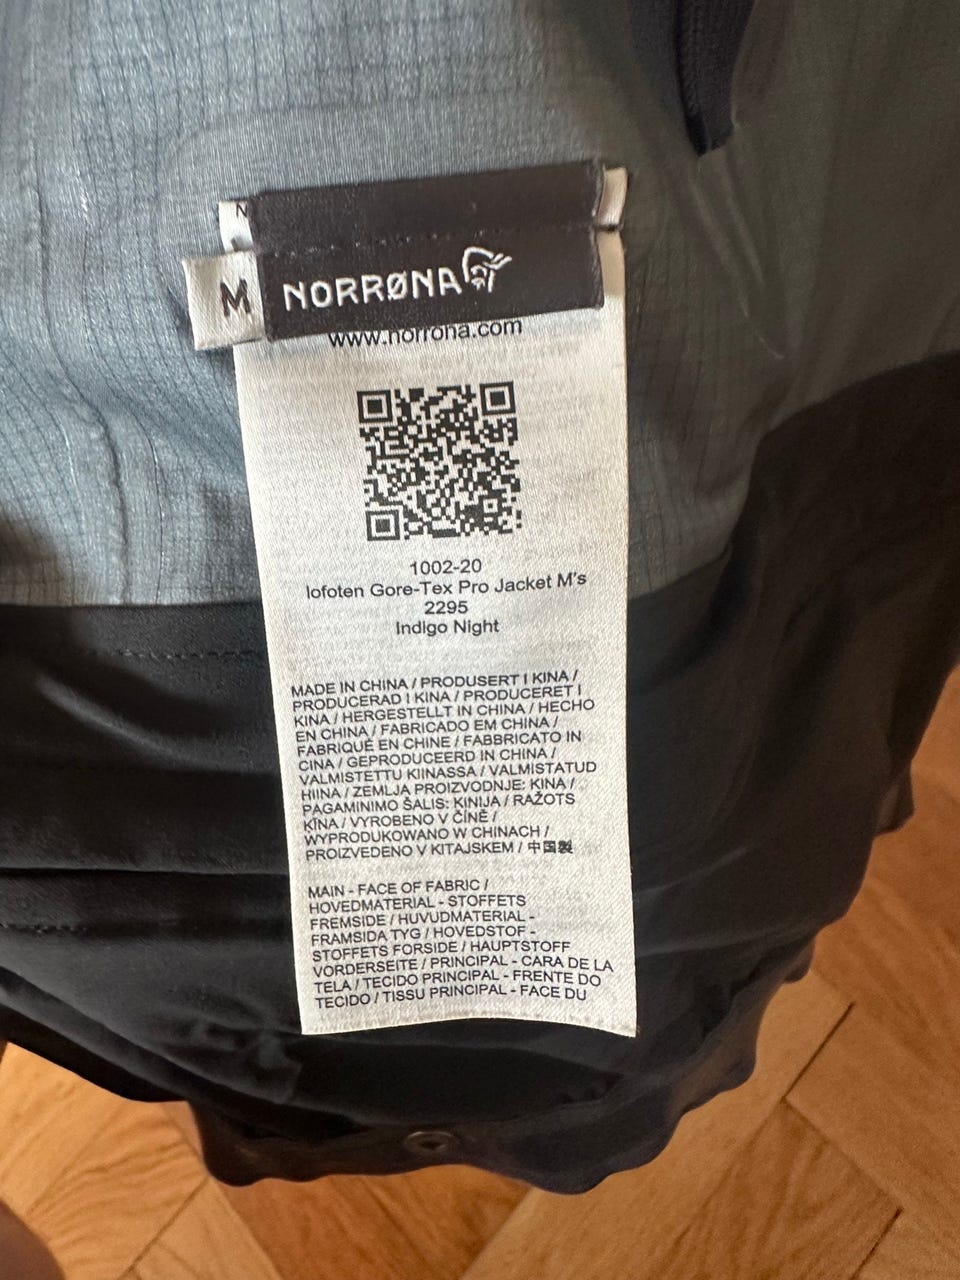 N
M
NORRØNA
www.norrona.com
1002-20
lofoten Gore-Tex Pro Jacket M's
2295
Indigo Night
MADE IN CHINA / PRODUSERT I KINA /
PRODUCERAD I KINA / PRODUCERET I
KINA / HERGESTELLT IN CHINA / HECHO
EN CHINA / FABRICADO EM CHINA /
FABRIQUÉ EN CHINE / FABBRICATO IN
CINA / GEPRODUCEERD IN CHINA /
VALMISTETTU KIINASSA / VALMISTATUD
HIINA / ZEMLJA PROIZVODNJE: KINA /
PAGAMINIMO ŠALIS: KINIJA / RAŽOTS
ĶĪNA / VYROBENO V ČÍNĚ /
WYPRODUKOWANO W CHINACH /
PROIZVEDENO V KITAJSKEM / 中国製
MAIN - FACE OF FABRIC /
HOVEDMATERIAL - STOFFETS
FREMSIDE / HUVUDMATERIAL -
FRAMSIDA TYG / HOVEDSTOF -
STOFFETS FORSIDE / HAUPTSTOFF
VORDERSEITE / PRINCIPAL - CARA DE LA
TELA / TECIDO PRINCIPAL - FRENTE DO
TECIDO / TISSU PRINCIPAL - FACE DU